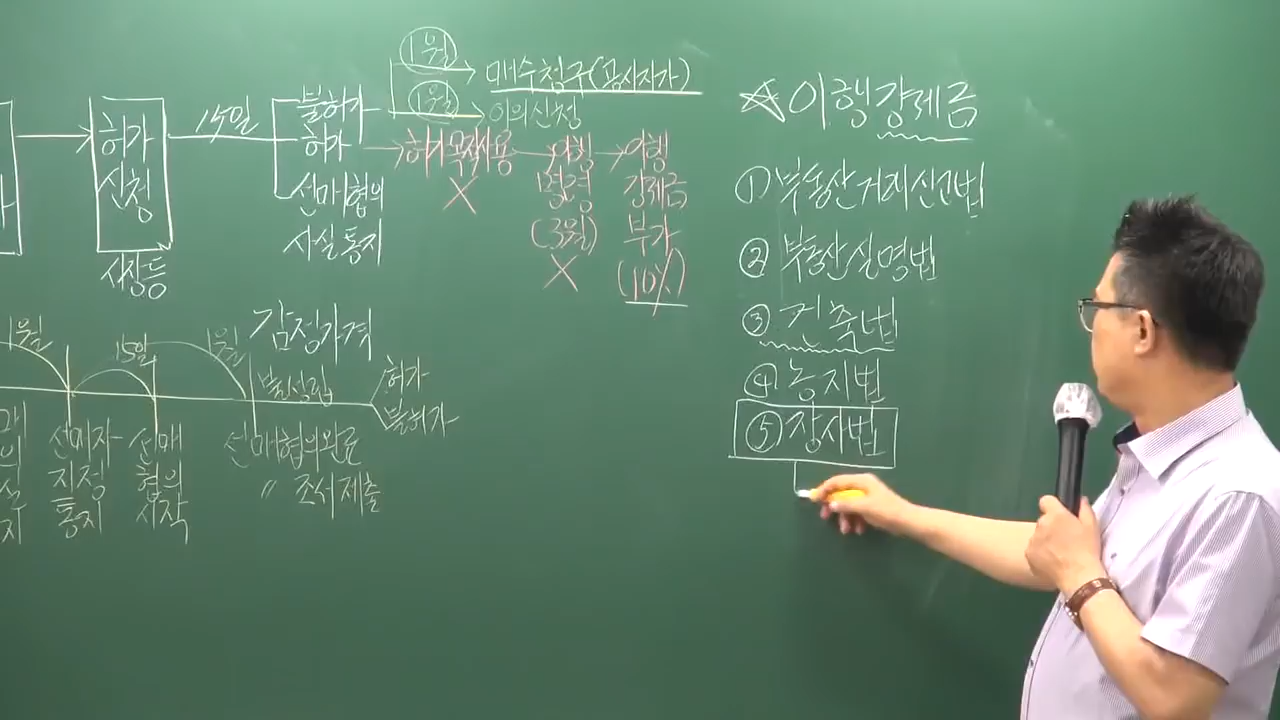 허가
신청
시장등
15일
불허가
허가
선매협의
사실통지
1월
매수청구(공시지가)
1월
이의신청
허가목적사용
X
이행
명령
(3월)
X
이행
강제금
부과
(10%)
1월
15일
1월
감정가격
불성립
허가
불허가
선매자
지정
통지
선매
협의
시작
선매협의완료
〃 조서제출
☆이행강제금
① 부동산거래신고법
② 부동산실명법
③ 건축법
④ 농지법
⑤ 장사법